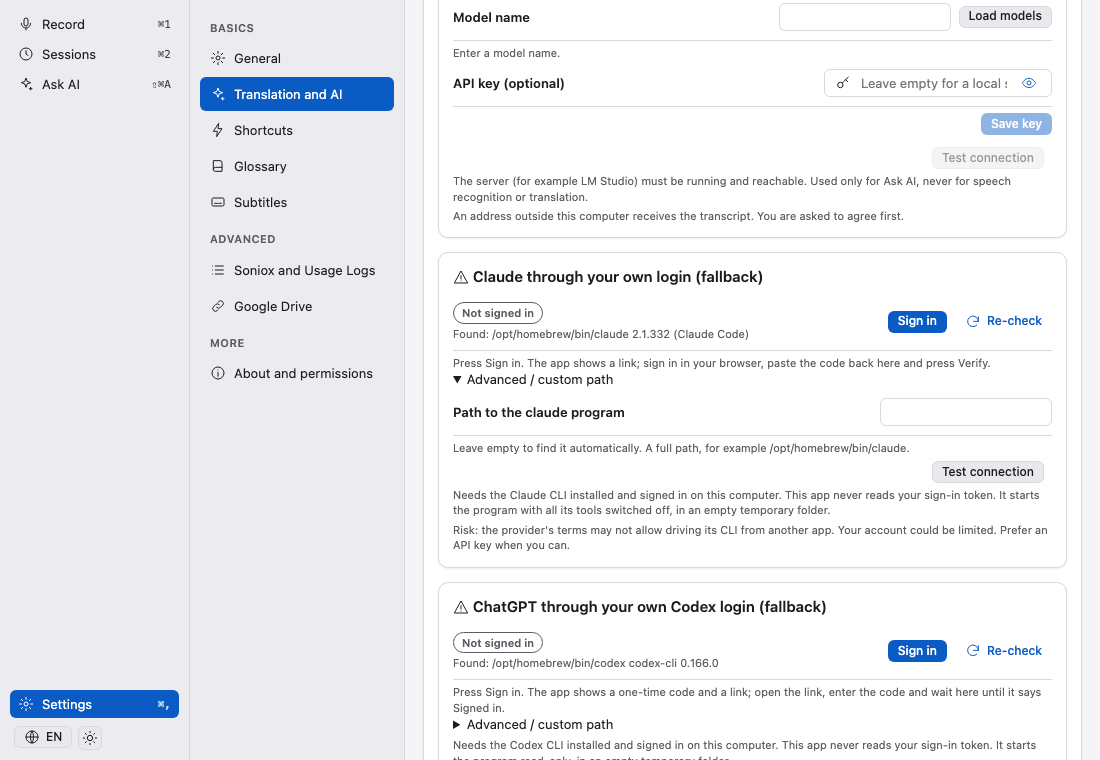 Record ⌘1
Sessions ⌘2
Ask AI ⇧⌘A
Settings ⌘,
EN
BASICS
General
Translation and AI
Shortcuts
Glossary
Subtitles
ADVANCED
Soniox and Usage Logs
Google Drive
MORE
About and permissions
Model name
Load models
Enter a model name.
API key (optional)
Leave empty for a local
Save key
Test connection
The server (for example LM Studio) must be running and reachable. Used only for Ask AI, never for speech
recognition or translation.
An address outside this computer receives the transcript. You are asked to agree first.
Claude through your own login (fallback)
Not signed in
Found: /opt/homebrew/bin/claude 2.1.332 (Claude Code)
Sign in
Re-check
Press Sign in. The app shows a link; sign in in your browser, paste the code back here and press Verify.
Advanced / custom path
Path to the claude program
Leave empty to find it automatically. A full path, for example /opt/homebrew/bin/claude.
Test connection
Needs the Claude CLI installed and signed in on this computer. This app never reads your sign-in token. It starts
the program with all its tools switched off, in an empty temporary folder.
Risk: the provider's terms may not allow driving its CLI from another app. Your account could be limited. Prefer an
API key when you can.
ChatGPT through your own Codex login (fallback)
Not signed in
Found: /opt/homebrew/bin/codex codex-cli 0.166.0
Sign in
Re-check
Press Sign in. The app shows a one-time code and a link; open the link, enter the code and wait here until it says
Signed in.
Advanced / custom path
Needs the Codex CLI installed and signed in on this computer. This app never reads your sign-in token. It starts
the program read-only, in an empty temporary folder.